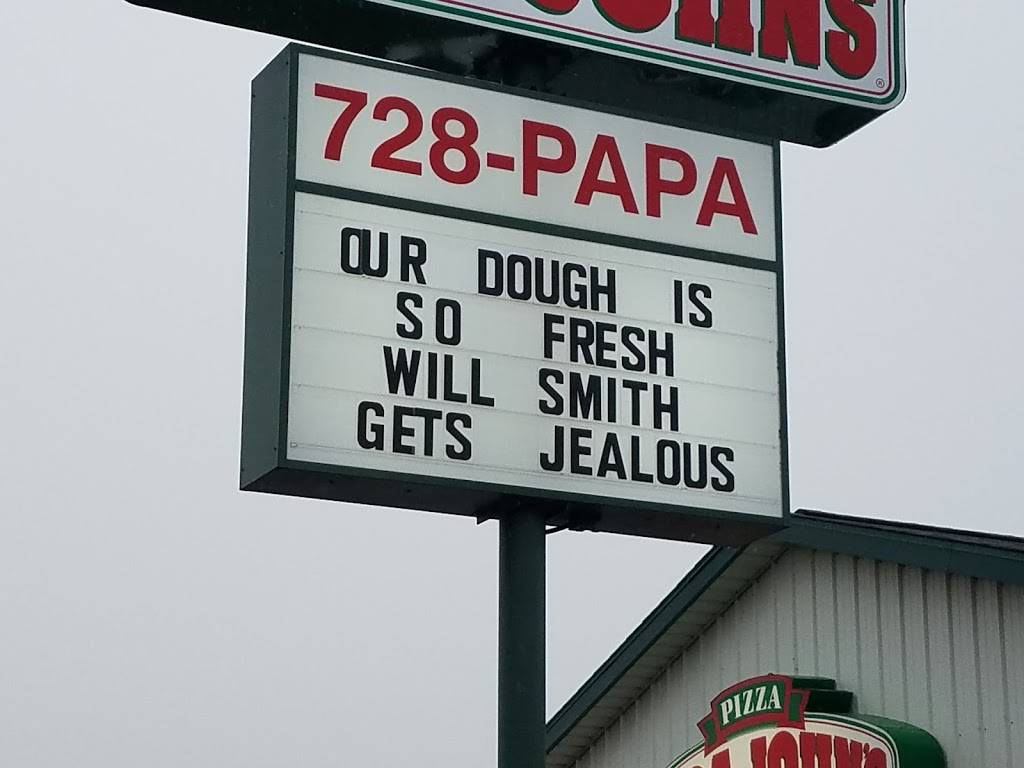 728-PAPA
OUR DOUGH IS
SO FRESH
WILL SMITH
GETS JEALOUS
PIZZA